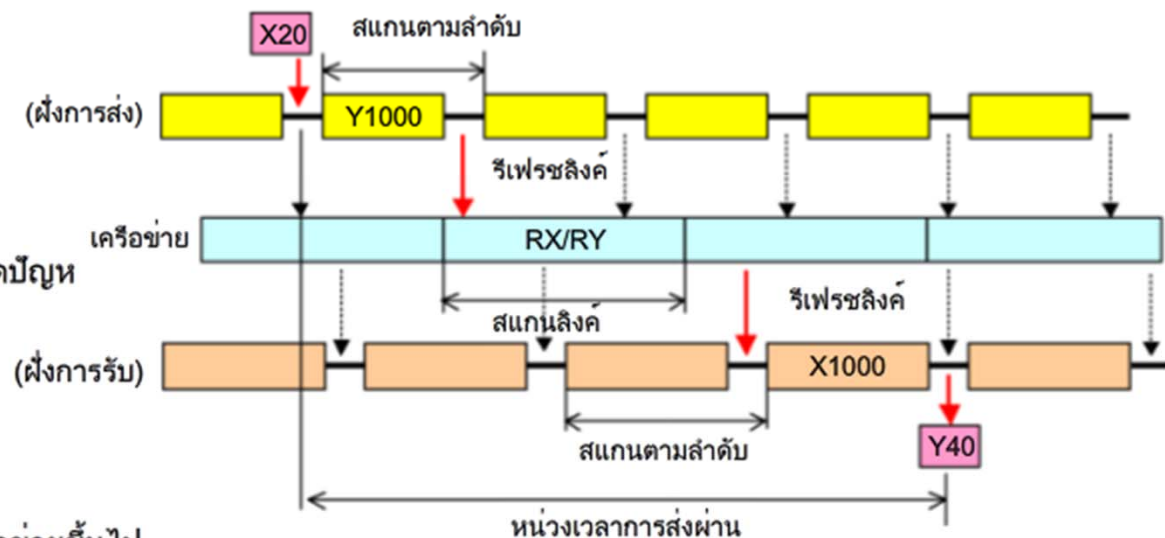 X20
สแกนตามลำดับ
(ฝั่งการส่ง)
Y1000
รีเฟรชลิงค์
เครือข่าย
RX/RY
รีเฟรชลิงค์
สแกนลิงค์
(ฝั่งการรับ)
X1000
สแกนตามลำดับ
Y40
หน่วงเวลาการส่งผ่าน